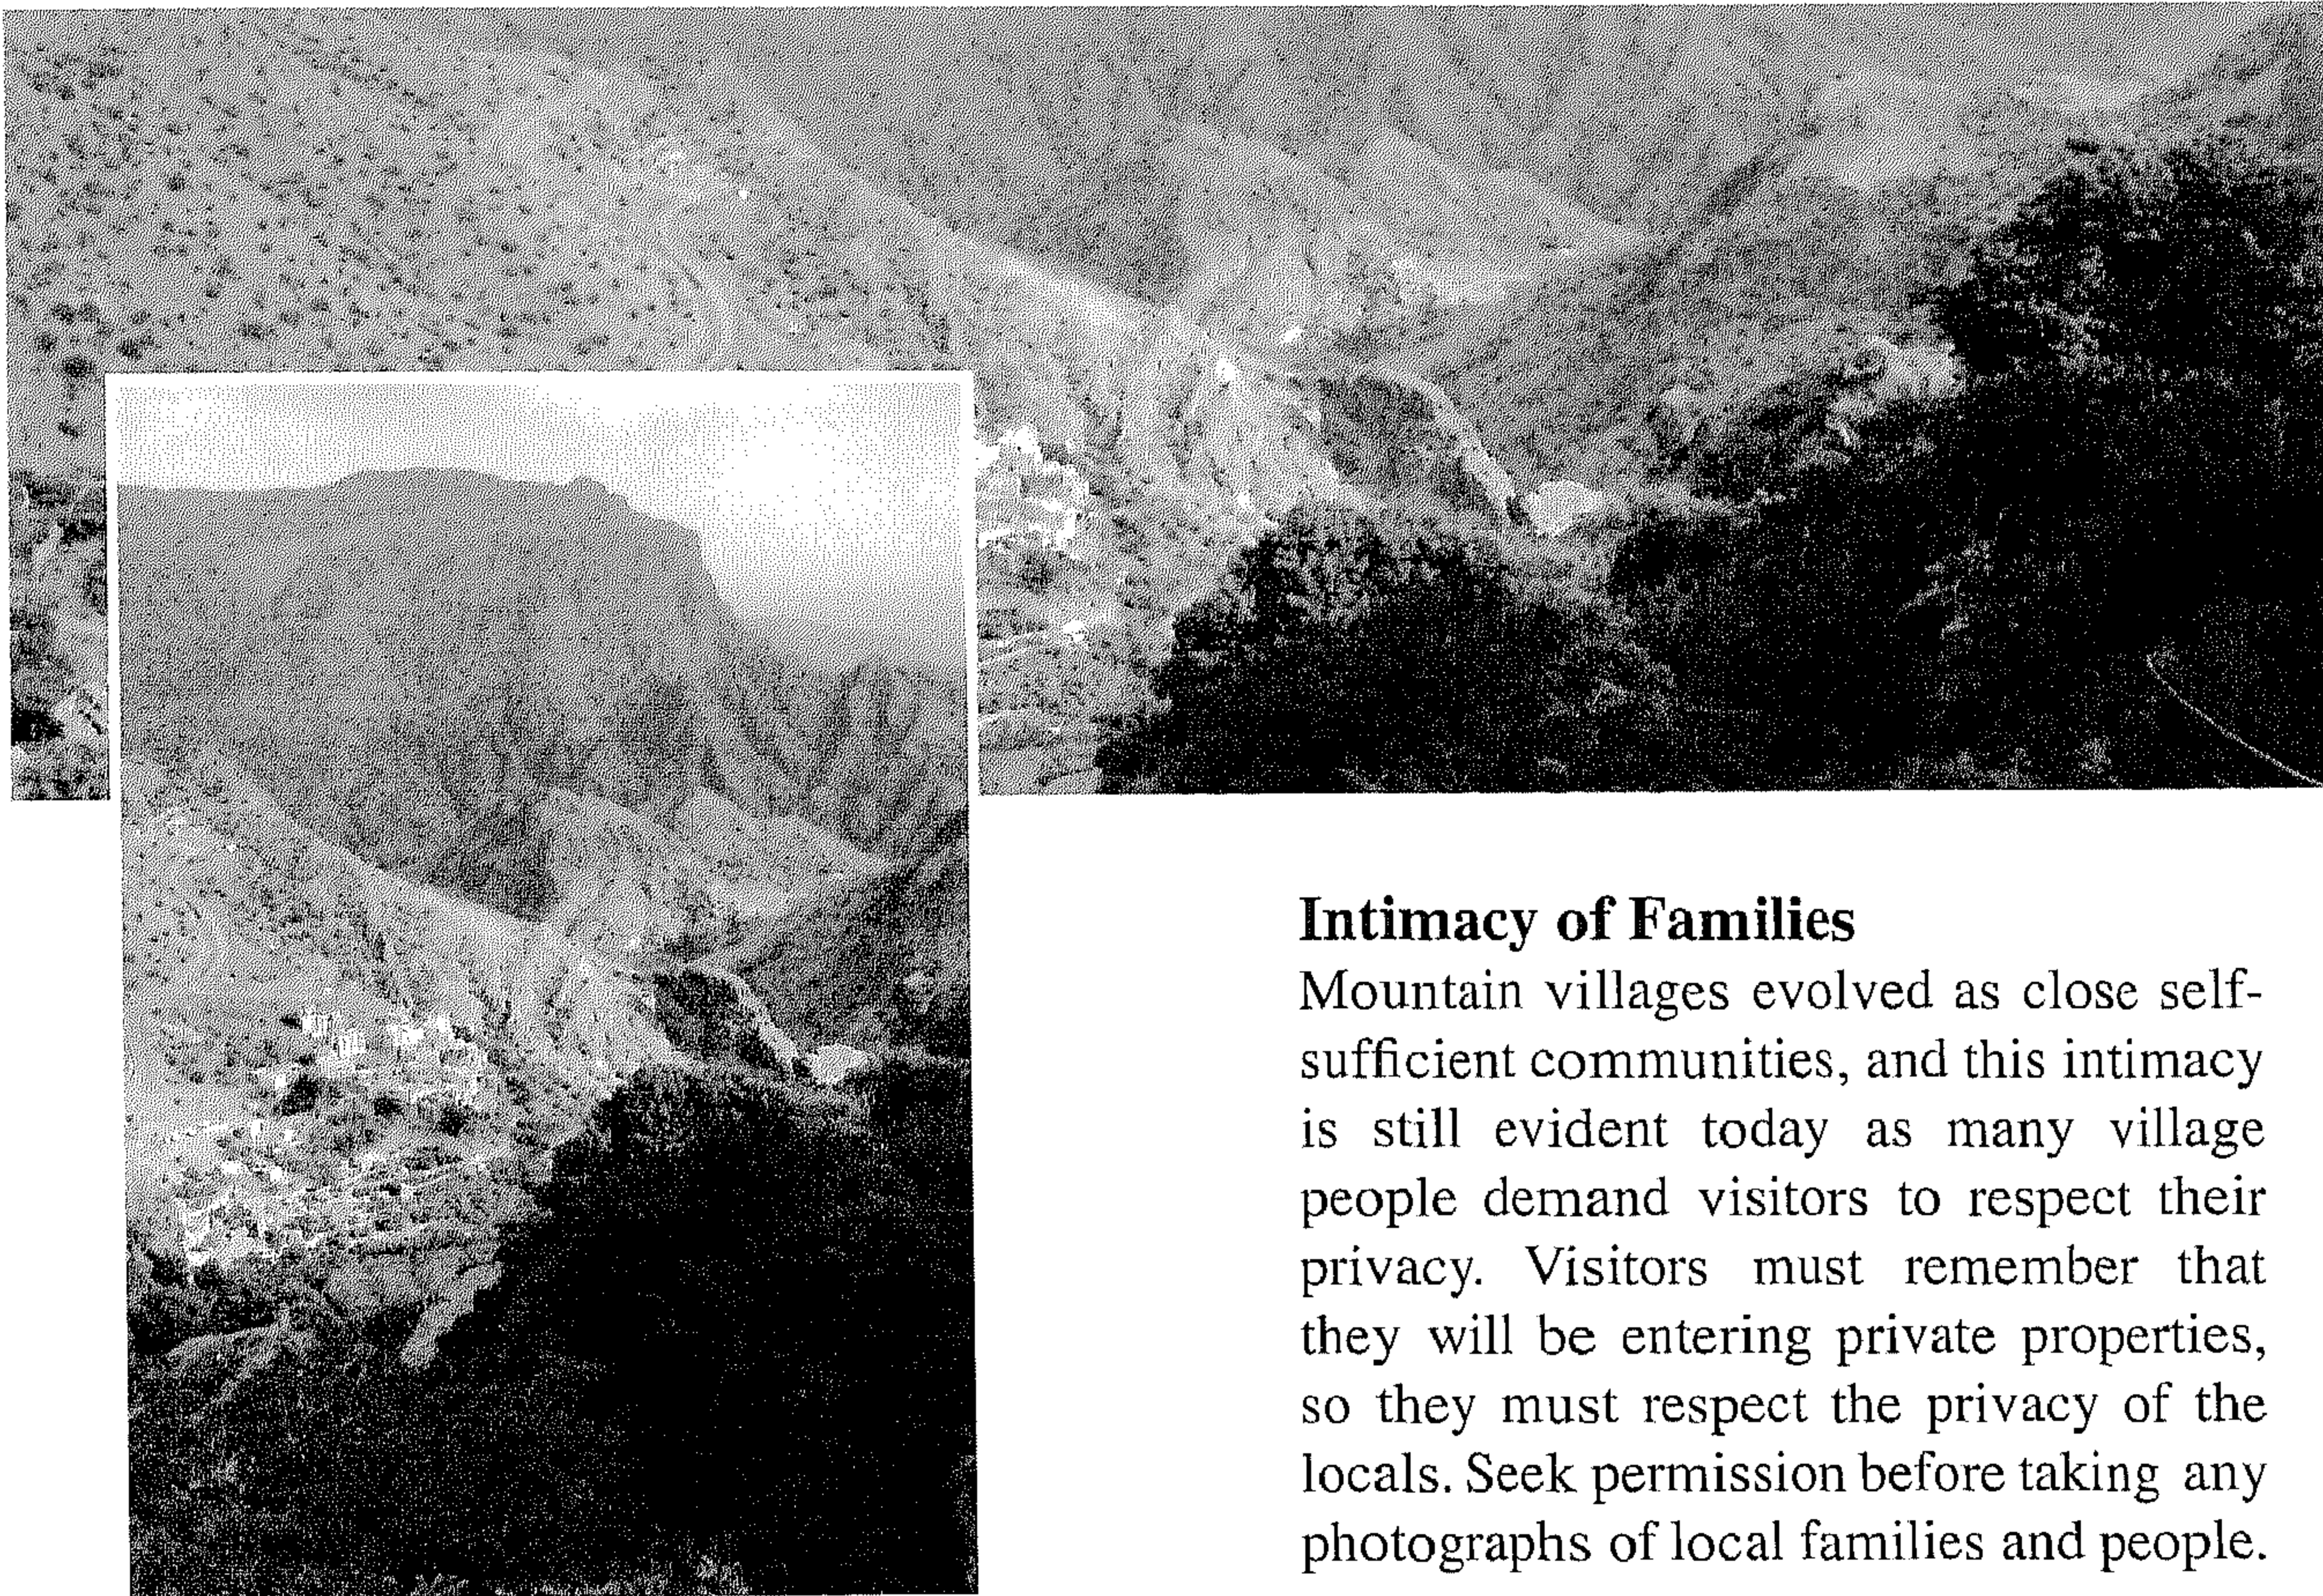 Intimacy of Families
Mountain villages evolved as close self-
sufficient communities, and this intimacy
is still evident today as many village
people demand visitors to respect their
privacy. Visitors must remember that
they will be entering private properties,
so they must respect the privacy of the
locals. Seek permission before taking any
photographs of local families and people.